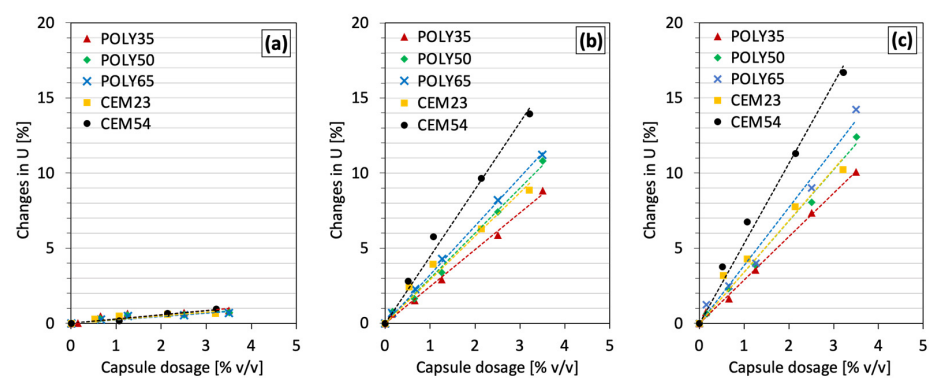 20
15
10
5
0
Changes in U [%]
POLY35
POLY50
POLY65
CEM23
CEM54
(a)
0 1 2 3 4 5
Capsule dosage [% v/v]
20
15
10
5
0
Changes in U [%]
POLY35
POLY50
POLY65
CEM23
CEM54
(b)
0 1 2 3 4 5
Capsule dosage [% v/v]
20
15
10
5
0
Changes in U [%]
POLY35
POLY50
POLY65
CEM23
CEM54
(c)
0 1 2 3 4 5
Capsule dosage [% v/v]